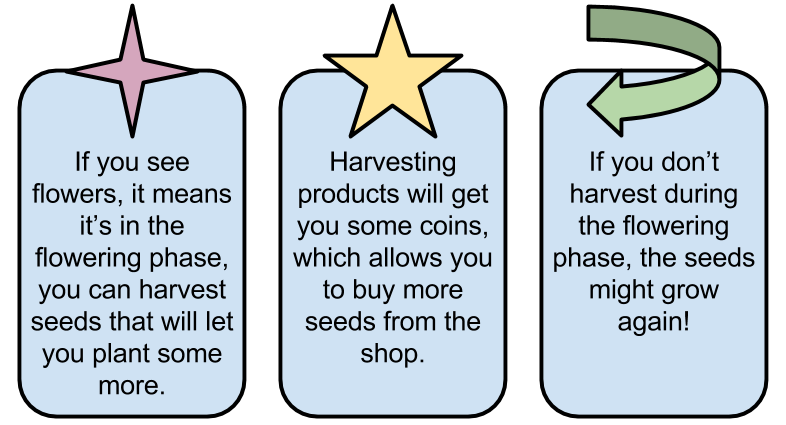 If you see
flowers, it means
it’s in the
flowering phase,
you can harvest
seeds that will let
you plant some
more.
Harvesting
products will get
you some coins,
which allows you
to buy more
seeds from the
shop.
If you don’t
harvest during
the flowering
phase, the seeds
might grow
again!